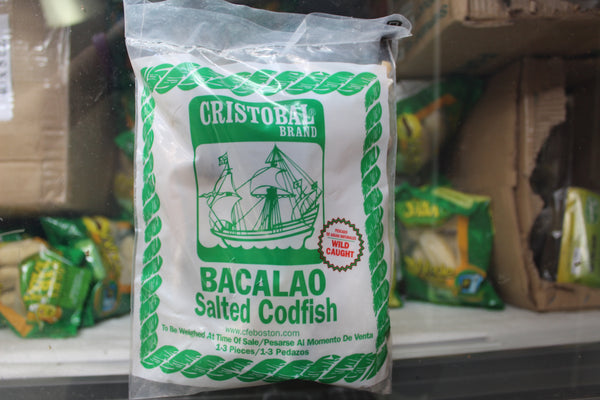 CRISTOBAL®
BRAND
PESCADO
WILD
CAUGHT
BACALAO
Salted Codfish
www.cfeboston.com
To Be Weighed At Time Of Sale/Pesarse Al Momento De Venta
1-3 Pieces/1-3 Pedazos